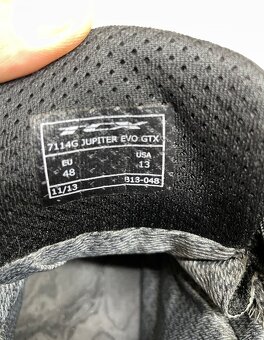 TCX
7114G JUPITER EVO GTX
EU USA
48 13
11/13 B13-048